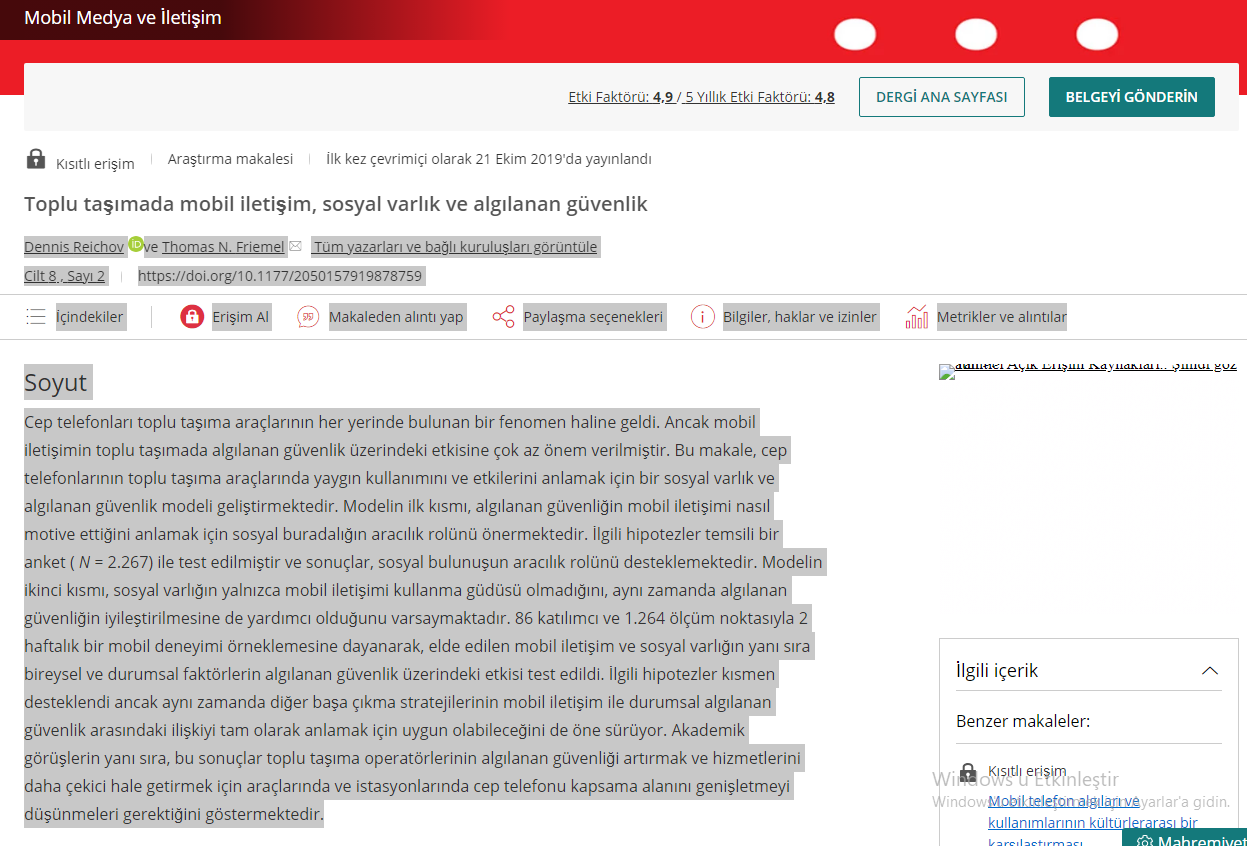 Mobil Medya ve İletişim
Etki Faktörü: 4,9 / 5 Yıllık Etki Faktörü: 4,8
DERGİ ANA SAYFASI
BELGEYİ GÖNDERİN
Kısıtlı erişim
Araştırma makalesi
İlk kez çevrimiçi olarak 21 Ekim 2019'da yayınlandı
Toplu taşımada mobil iletişim, sosyal varlık ve algılanan güvenlik
Dennis Reichov iD ve Thomas N. Friemel Tüm yazarları ve bağlı kuruluşları görüntüle
Cilt 8 , Sayı 2
https://doi.org/10.1177/2050157919878759
İçindekiler
Erişim Al
Makaleden alıntı yap
Paylaşma seçenekleri
Bilgiler, haklar ve izinler
Metrikler ve alıntılar
Soyut
Cep telefonları toplu taşıma araçlarının her yerinde bulunan bir fenomen haline geldi. Ancak mobil
iletişimin toplu taşımada algılanan güvenlik üzerindeki etkisine çok az önem verilmiştir. Bu makale, cep
telefonlarının toplu taşıma araçlarında yaygın kullanımını ve etkilerini anlamak için bir sosyal varlık ve
algılanan güvenlik modeli geliştirmektedir. Modelin ilk kısmı, algılanan güvenliğin mobil iletişimi nasıl
motive ettiğini anlamak için sosyal buradalığın aracılık rolünü önermektedir. İlgili hipotezler temsili bir
anket ( N = 2.267) ile test edilmiştir ve sonuçlar, sosyal bulunuşun aracılık rolünü desteklemektedir. Modelin
ikinci kısmı, sosyal varlığın yalnızca mobil iletişimi kullanma güdüsü olmadığını, aynı zamanda algılanan
güvenliğin iyileştirilmesine de yardımcı olduğunu varsaymaktadır. 86 katılımcı ve 1.264 ölçüm noktasıyla 2
haftalık bir mobil deneyimi örneklemesine dayanarak, elde edilen mobil iletişim ve sosyal varlığın yanı sıra
bireysel ve durumsal faktörlerin algılanan güvenlik üzerindeki etkisi test edildi. İlgili hipotezler kısmen
desteklendi ancak aynı zamanda diğer başa çıkma stratejilerinin mobil iletişim ile durumsal algılanan
güvenlik arasındaki ilişkiyi tam olarak anlamak için uygun olabileceğini de öne sürüyor. Akademik
görüşlerin yanı sıra, bu sonuçlar toplu taşıma operatörlerinin algılanan güvenliği artırmak ve hizmetlerini
daha çekici hale getirmek için araçlarında ve istasyonlarında cep telefonu kapsama alanını genişletmeyi
düşünmeleri gerektiğini göstermektedir.
Açık Erişim Kaynakları.. Şimdi göz
İlgili içerik
Benzer makaleler:
Kısıtlı erişim
Windows'u Etkinleştir
Mobil telefon algıları ve
Ayarlar'a gidin.
kullanımlarının kültürlerarası bir
karşılaştırması
Mahremiyet